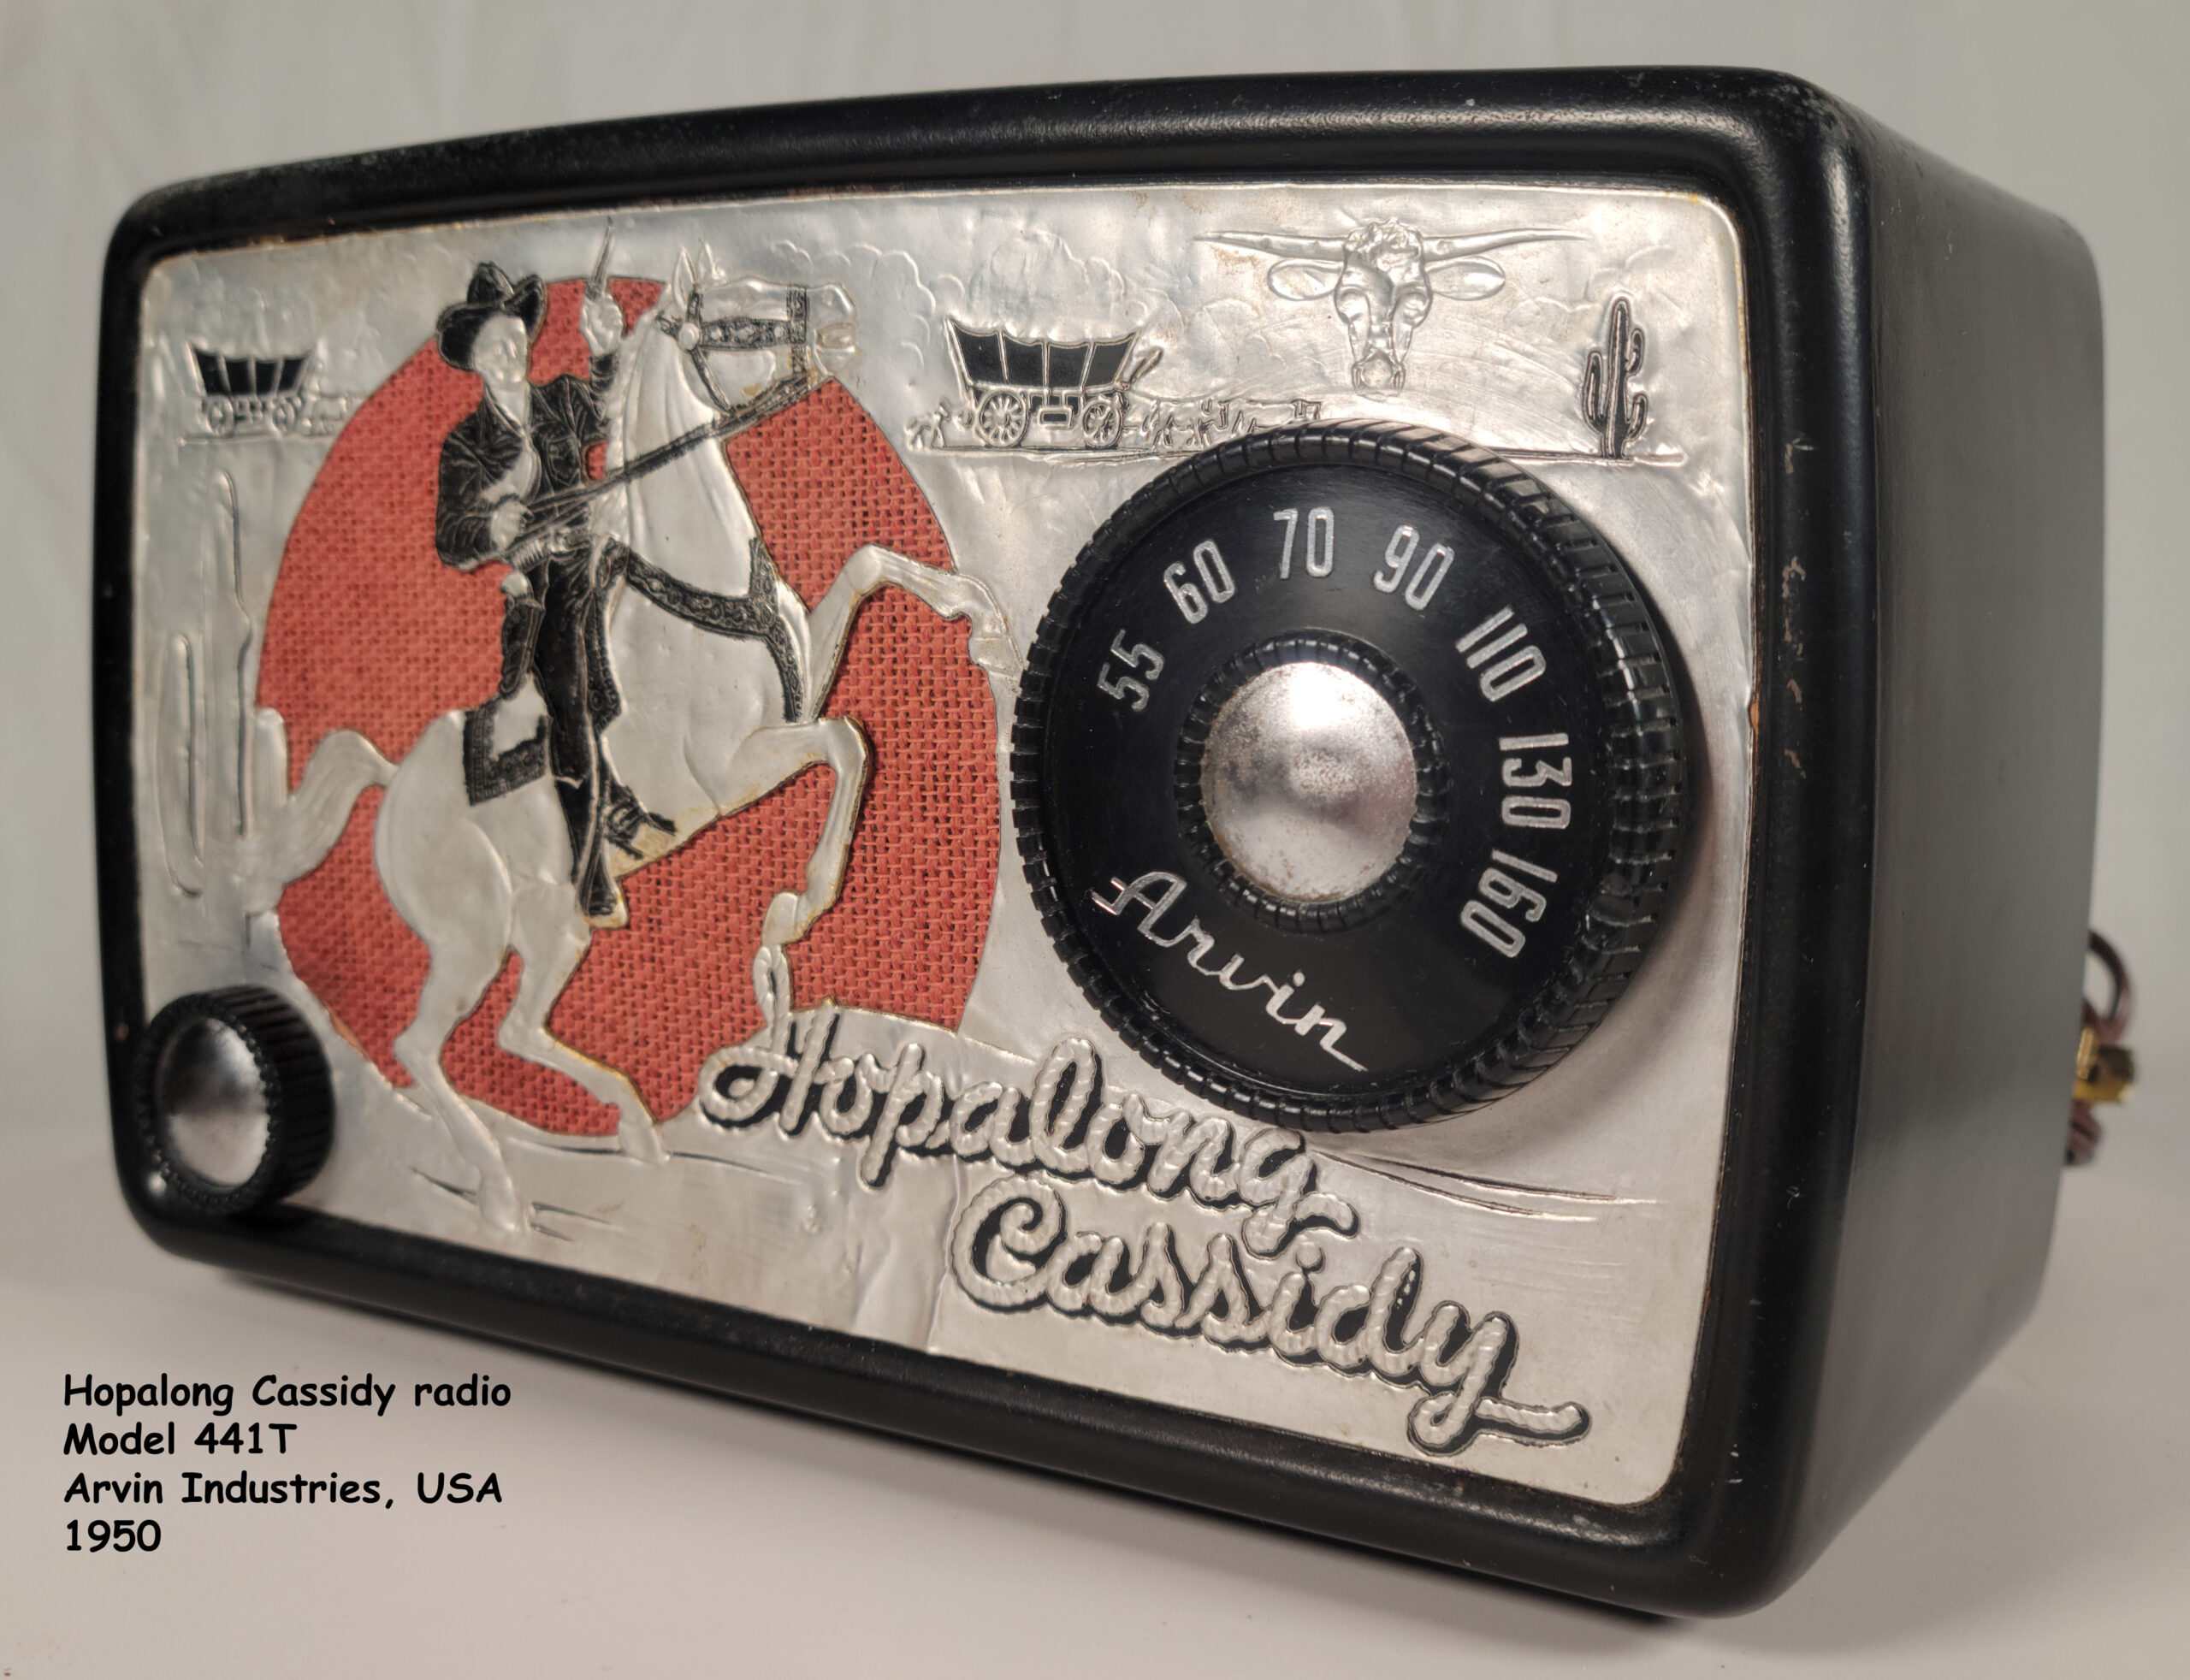 55 60 70 90 110 130 160
Arvin
Hopalong
Cassidy
Hopalong Cassidy radio
Model 441T
Arvin Industries, USA
1950